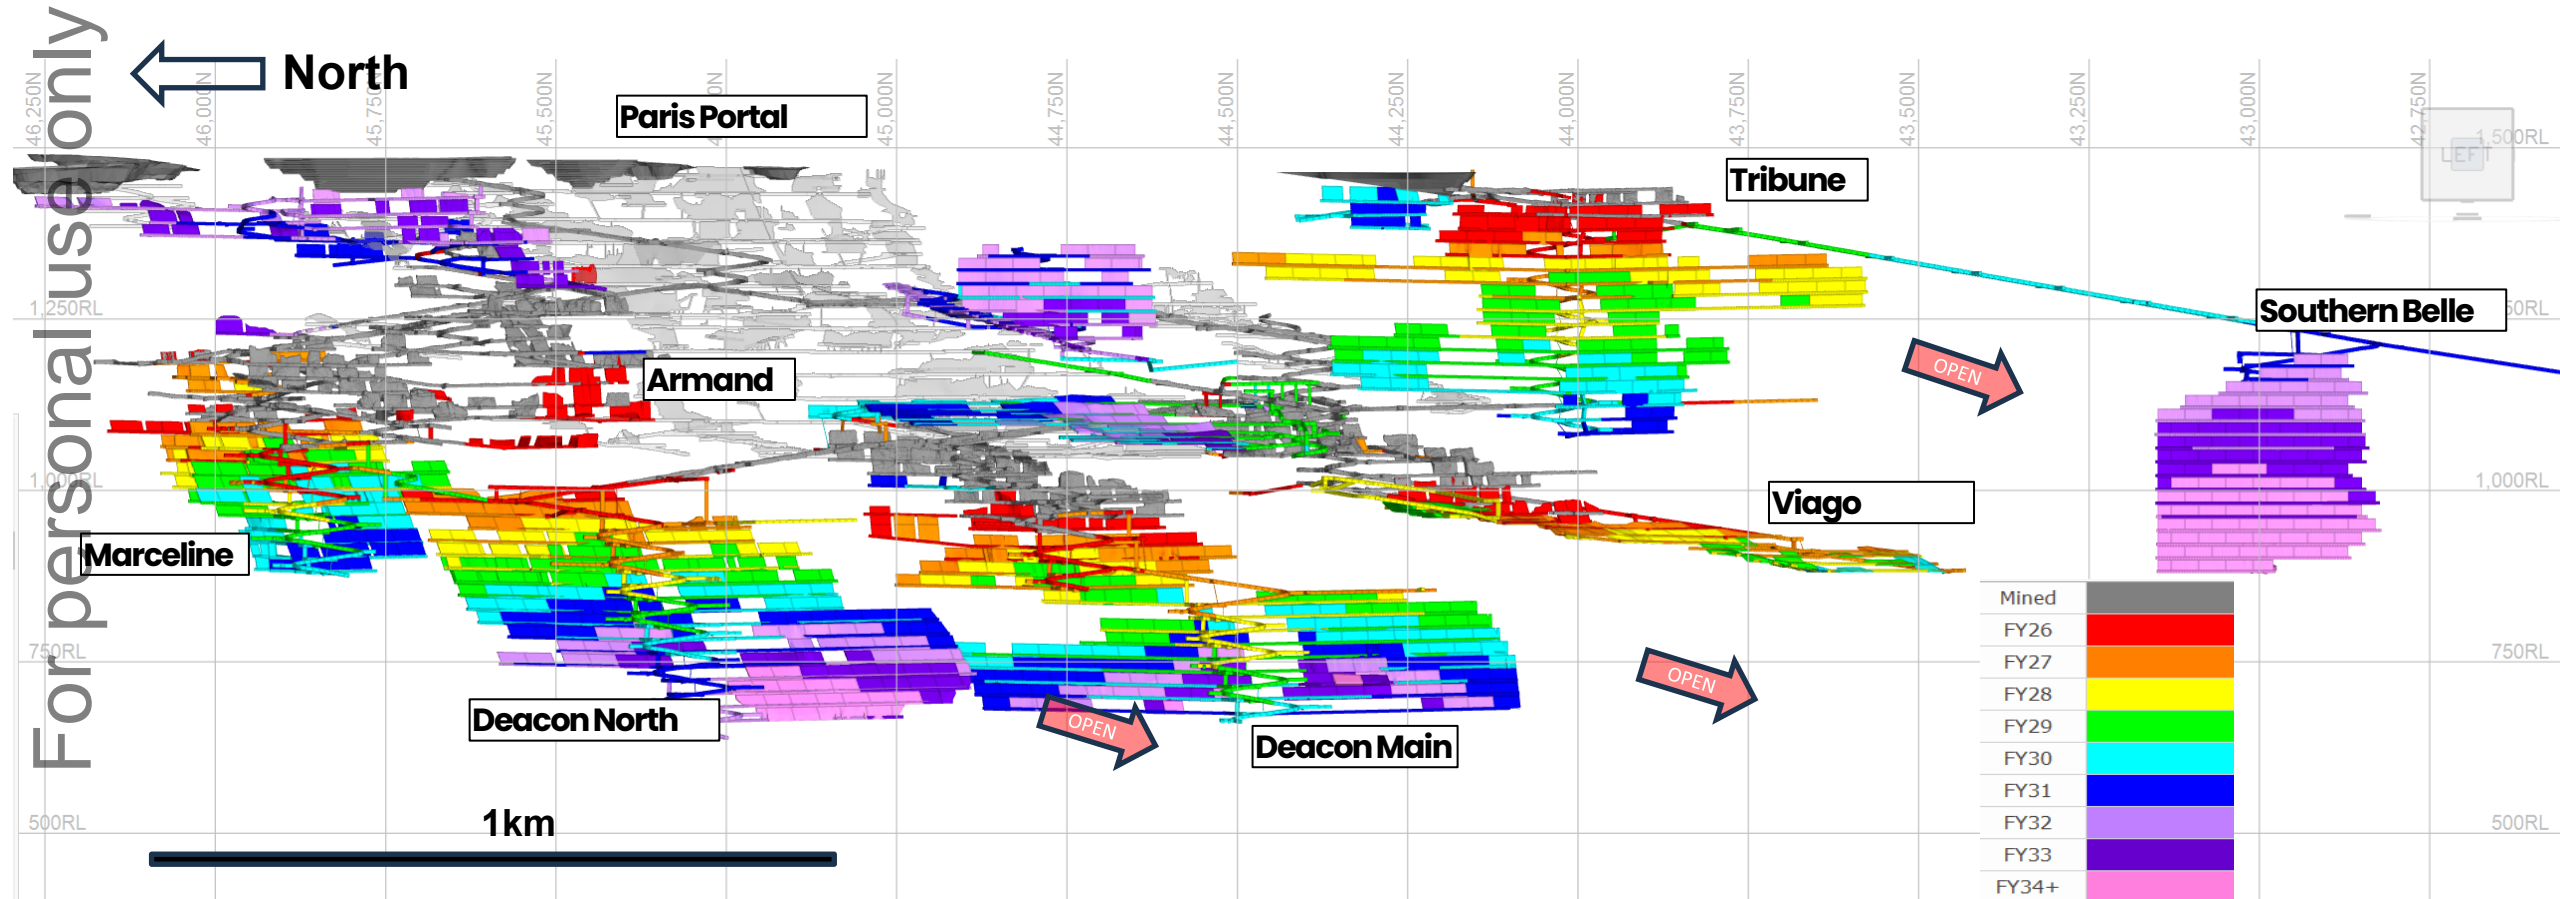 For personal use only
North
46,250N
46,000N
45,750N
45,500N
45,000N
44,750N
44,500N
44,250N
44,000N
43,750N
43,500N
43,250N
43,000N
42,750N
Paris Portal
1,500RL
LEFT
Tribune
1,250RL
Southern Belle
OPEN
Armand
1,000RL
1,000RL
Viago
Marceline
Mined
FY26
750RL
FY27
750RL
OPEN
FY28
Deacon North
OPEN
Deacon Main
FY29
FY30
FY31
500RL
1km
FY32
500RL
FY33
FY34+